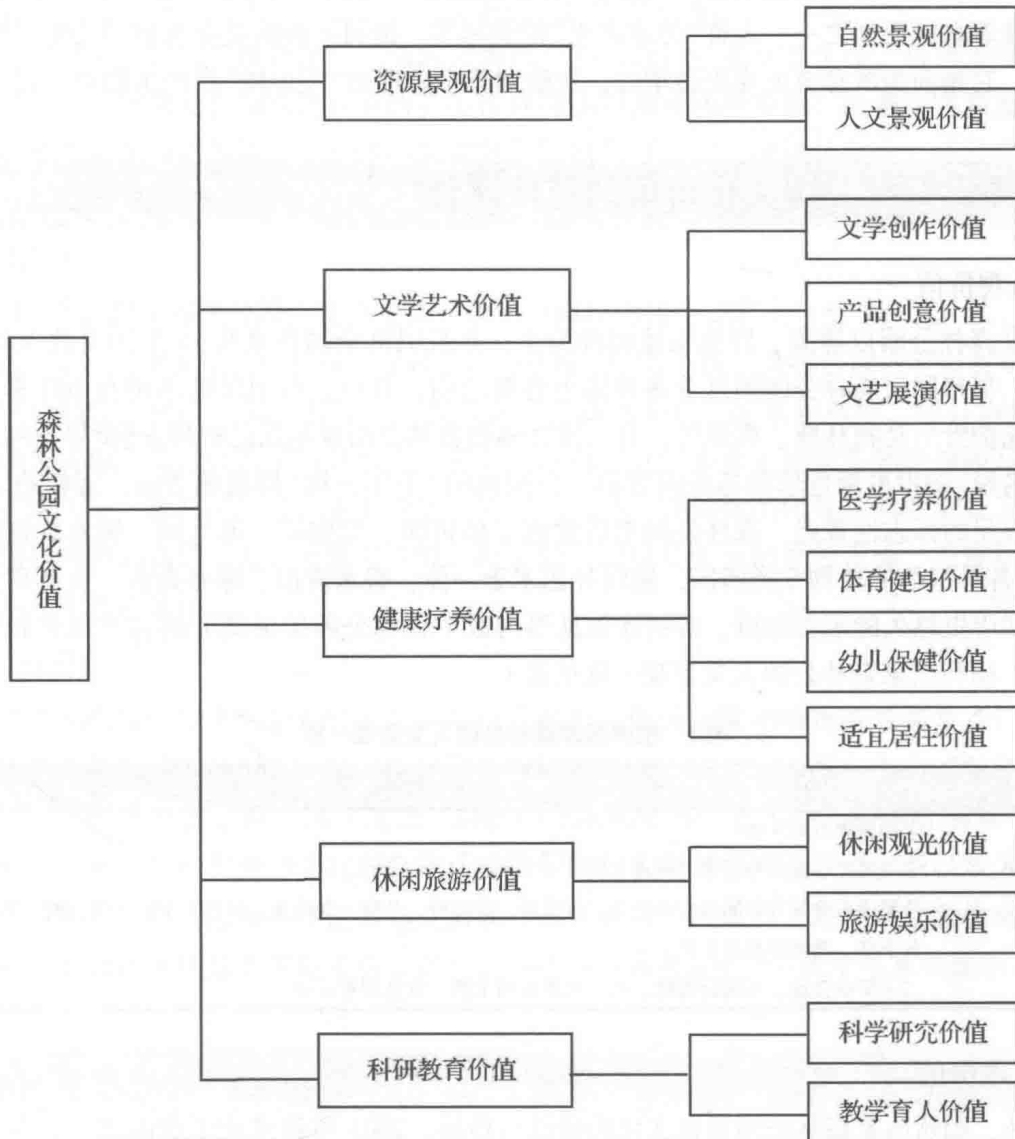 森林公园文化价值
资源景观价值
自然景观价值
人文景观价值
文学艺术价值
文学创作价值
产品创意价值
文艺展演价值
健康疗养价值
医学疗养价值
体育健身价值
幼儿保健价值
适宜居住价值
休闲旅游价值
休闲观光价值
旅游娱乐价值
科研教育价值
科学研究价值
教学育人价值